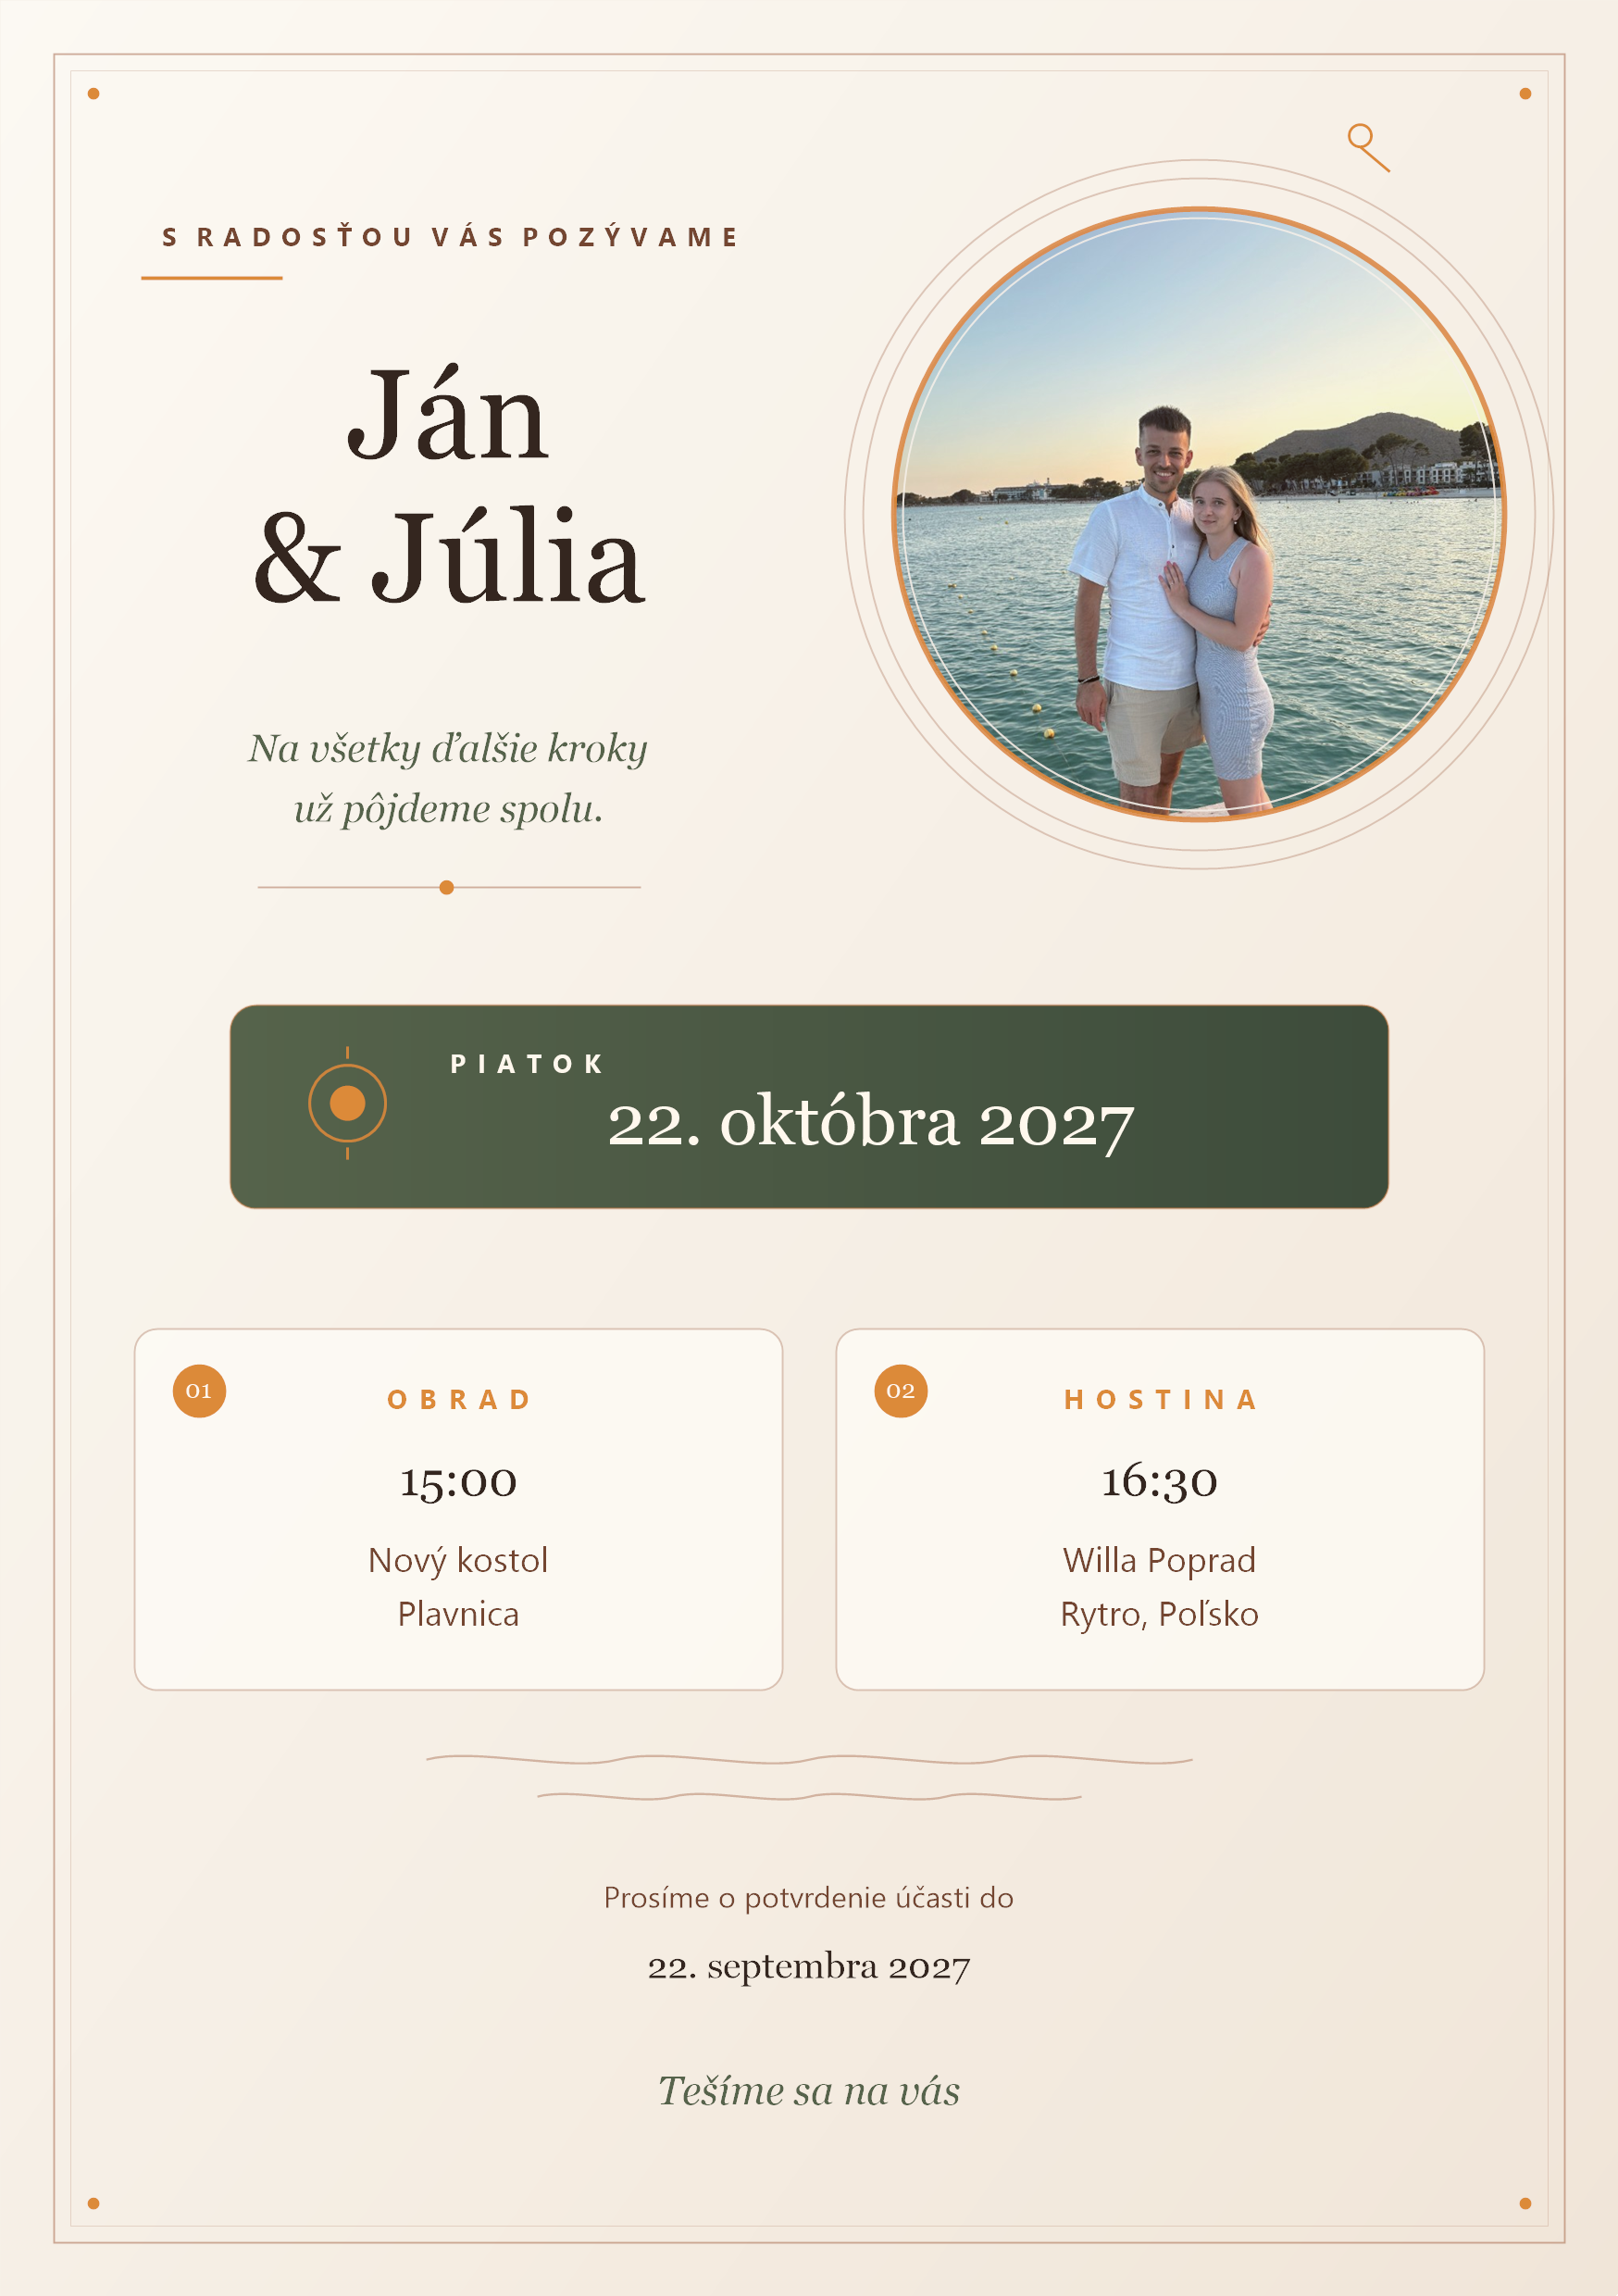 S RADOSŤOU VÁS POZÝVAME
Ján
& Júlia
Na všetky ďalšie kroky
už pôjdeme spolu.
PIATOK
22. októbra 2027
01
OBRAD
15:00
Nový kostol
Plavnica
02
HOSTINA
16:30
Willa Poprad
Rytro, Poľsko
Prosíme o potvrdenie účasti do
22. septembra 2027
Tešíme sa na vás